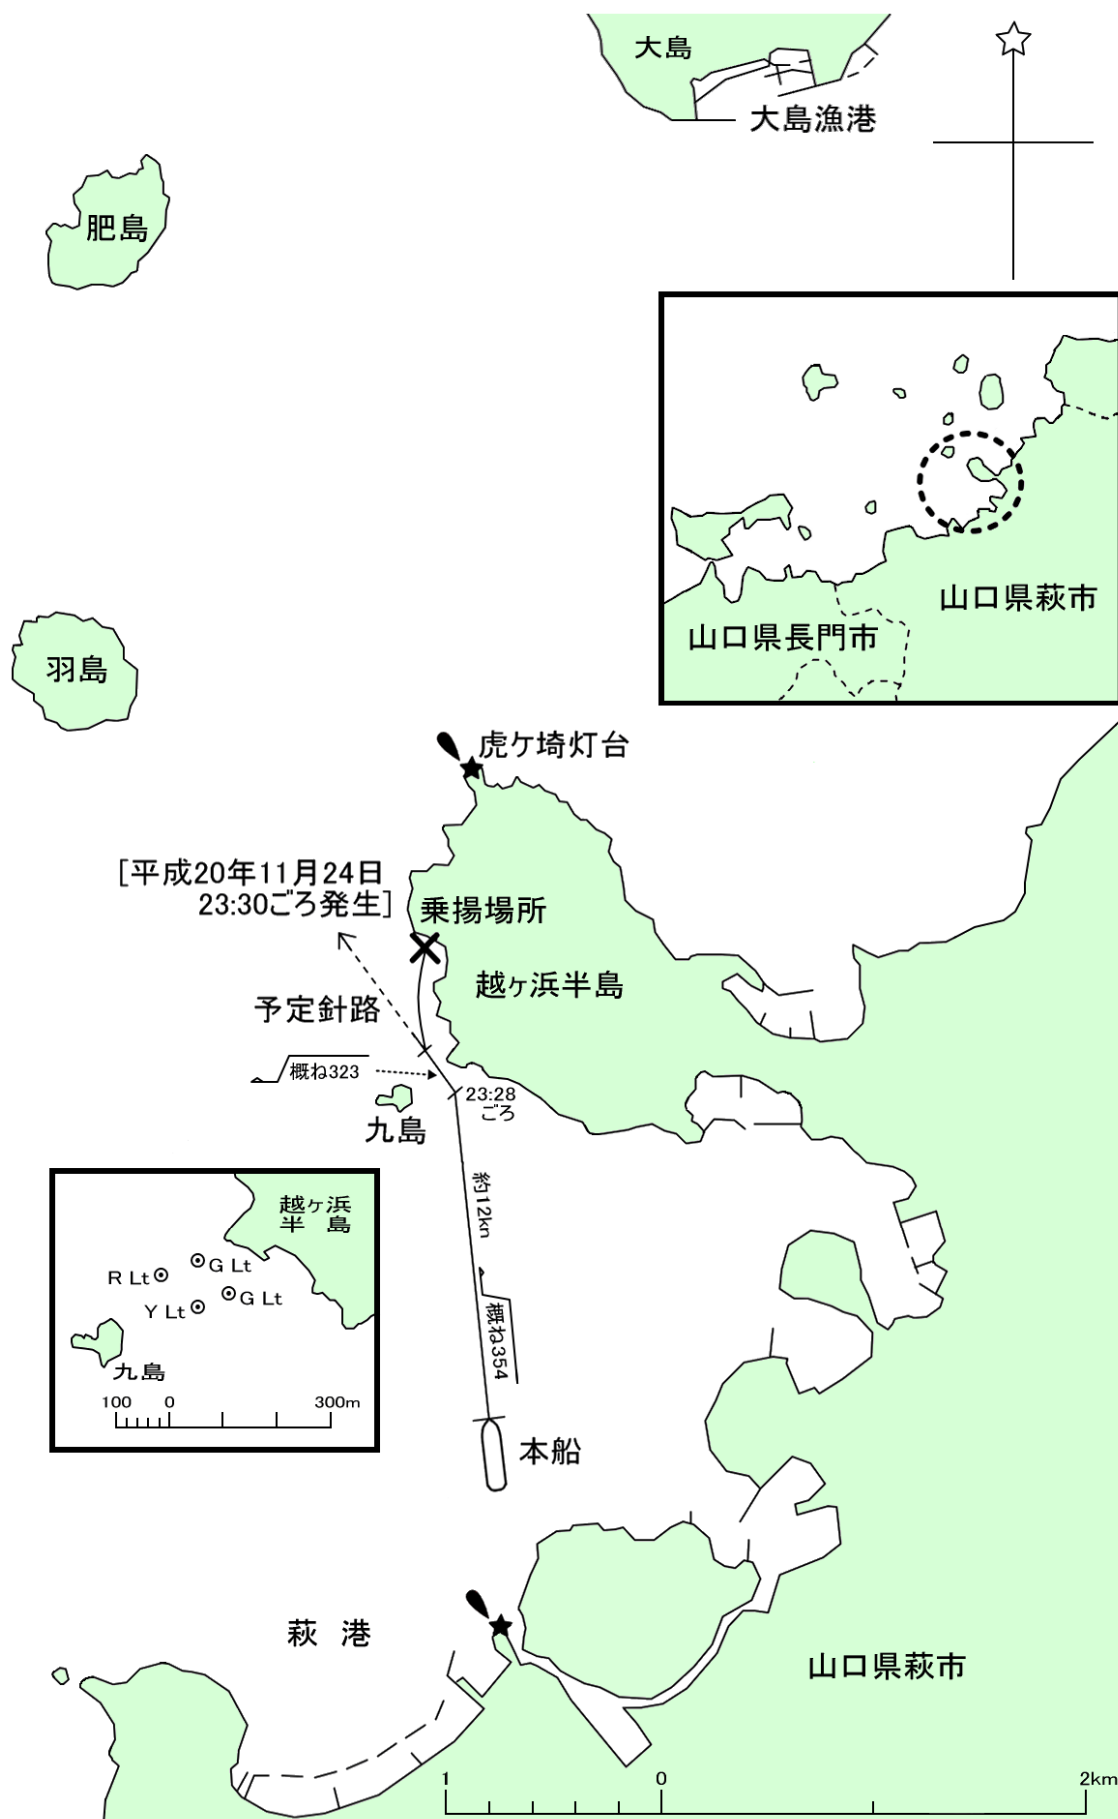 大島
大島漁港
肥島
山口県萩市
山口県長門市
羽島
虎ケ埼灯台
[平成20年11月24日
23:30ごろ発生]
乗揚場所
越ヶ浜半島
予定針路
概ね323
23:28
ごろ
九島
約12kn
概ね354
越ヶ浜
半島
G Lt
R Lt
G Lt
Y Lt
九島
100 0 300m
本船
萩 港
山口県萩市
1 0 2km